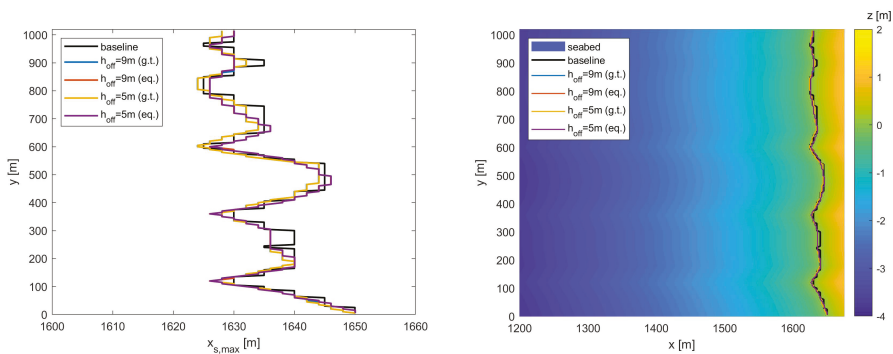 1000
900
800
700
600
500
400
300
200
100
0
y [m]
1600
1610
1620
1630
1640
1650
1660
x_s,max [m]
baseline
h_off=9m (g.t.)
h_off=9m (eq.)
h_off=5m (g.t.)
h_off=5m (eq.)
1000
900
800
700
600
500
400
300
200
100
0
y [m]
1200
1300
1400
1500
1600
x [m]
seabed
baseline
h_off=9m (g.t.)
h_off=9m (eq.)
h_off=5m (g.t.)
h_off=5m (eq.)
z [m]
2
1
0
-1
-2
-3
-4